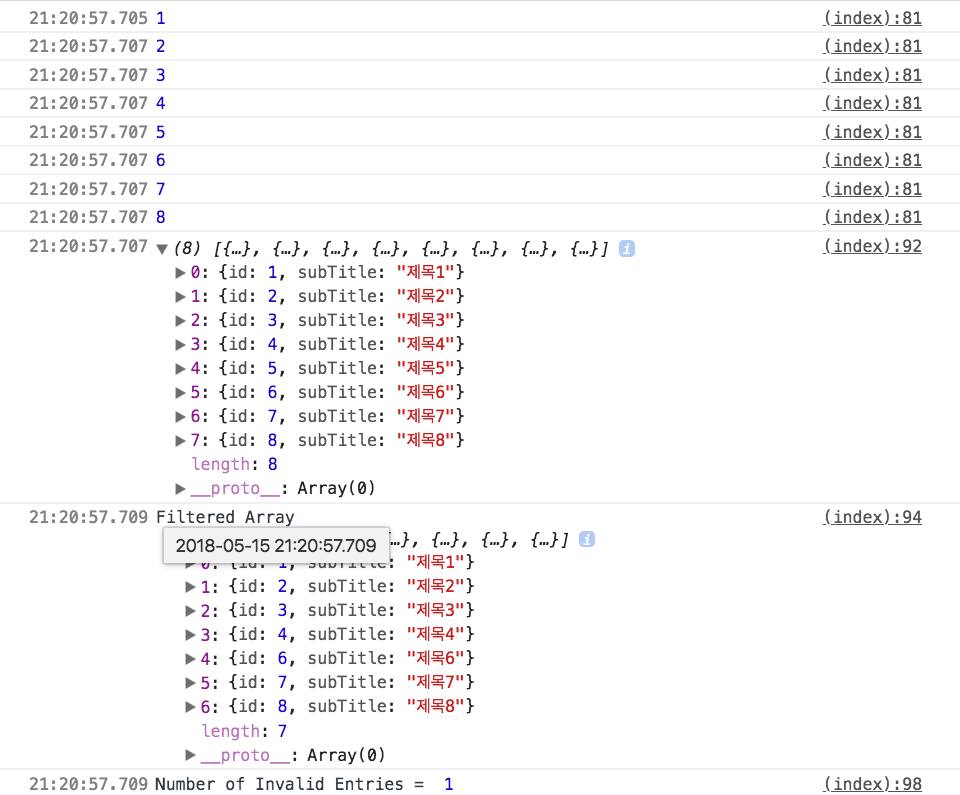 21:20:57.705 1 (index):81
21:20:57.707 2 (index):81
21:20:57.707 3 (index):81
21:20:57.707 4 (index):81
21:20:57.707 5 (index):81
21:20:57.707 6 (index):81
21:20:57.707 7 (index):81
21:20:57.707 8 (index):81
21:20:57.707 ▼(8) [{…}, {…}, {…}, {…}, {…}, {…}, {…}, {…}] i (index):92
▶0: {id: 1, subTitle: "제목1"}
▶1: {id: 2, subTitle: "제목2"}
▶2: {id: 3, subTitle: "제목3"}
▶3: {id: 4, subTitle: "제목4"}
▶4: {id: 5, subTitle: "제목5"}
▶5: {id: 6, subTitle: "제목6"}
▶6: {id: 7, subTitle: "제목7"}
▶7: {id: 8, subTitle: "제목8"}
length: 8
▶__proto__: Array(0)
21:20:57.709 Filtered Array (index):94
2018-05-15 21:20:57.709 …}, {…}, {…}, {…}] i
▶0: {id: 1, subTitle: "제목1"}
▶1: {id: 2, subTitle: "제목2"}
▶2: {id: 3, subTitle: "제목3"}
▶3: {id: 4, subTitle: "제목4"}
▶4: {id: 6, subTitle: "제목6"}
▶5: {id: 7, subTitle: "제목7"}
▶6: {id: 8, subTitle: "제목8"}
length: 7
▶__proto__: Array(0)
21:20:57.709 Number of Invalid Entries = 1 (index):98